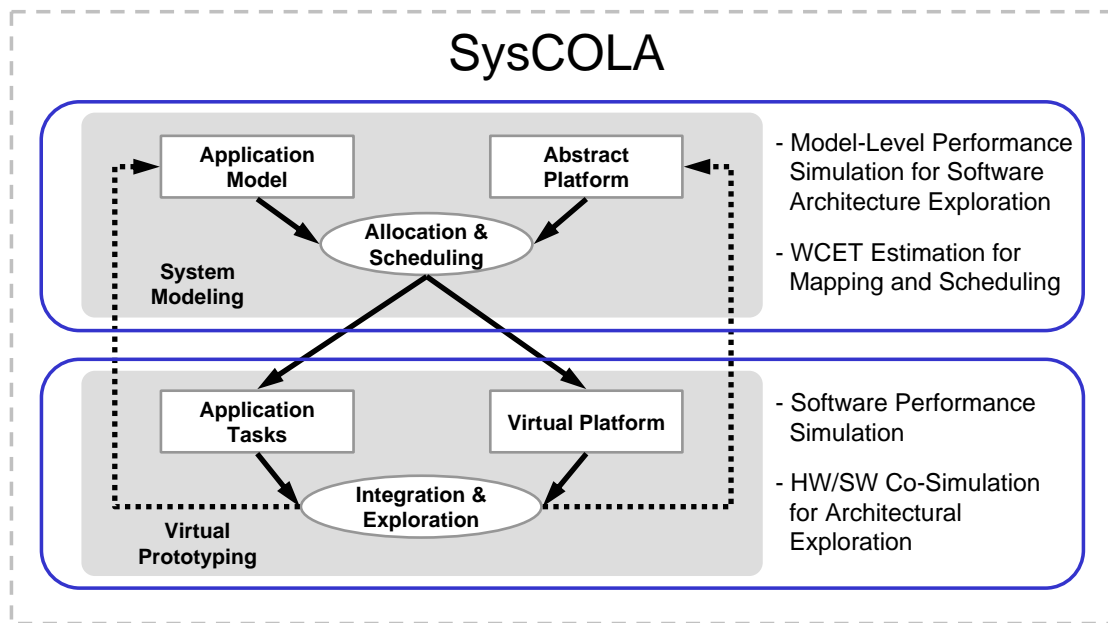 SysCOLA
Application
Model
Abstract
Platform
Allocation &
Scheduling
System
Modeling
- Model-Level Performance
Simulation for Software
Architecture Exploration
- WCET Estimation for
Mapping and Scheduling
Application
Tasks
Virtual Platform
Integration &
Exploration
Virtual
Prototyping
- Software Performance
Simulation
- HW/SW Co-Simulation
for Architectural
Exploration